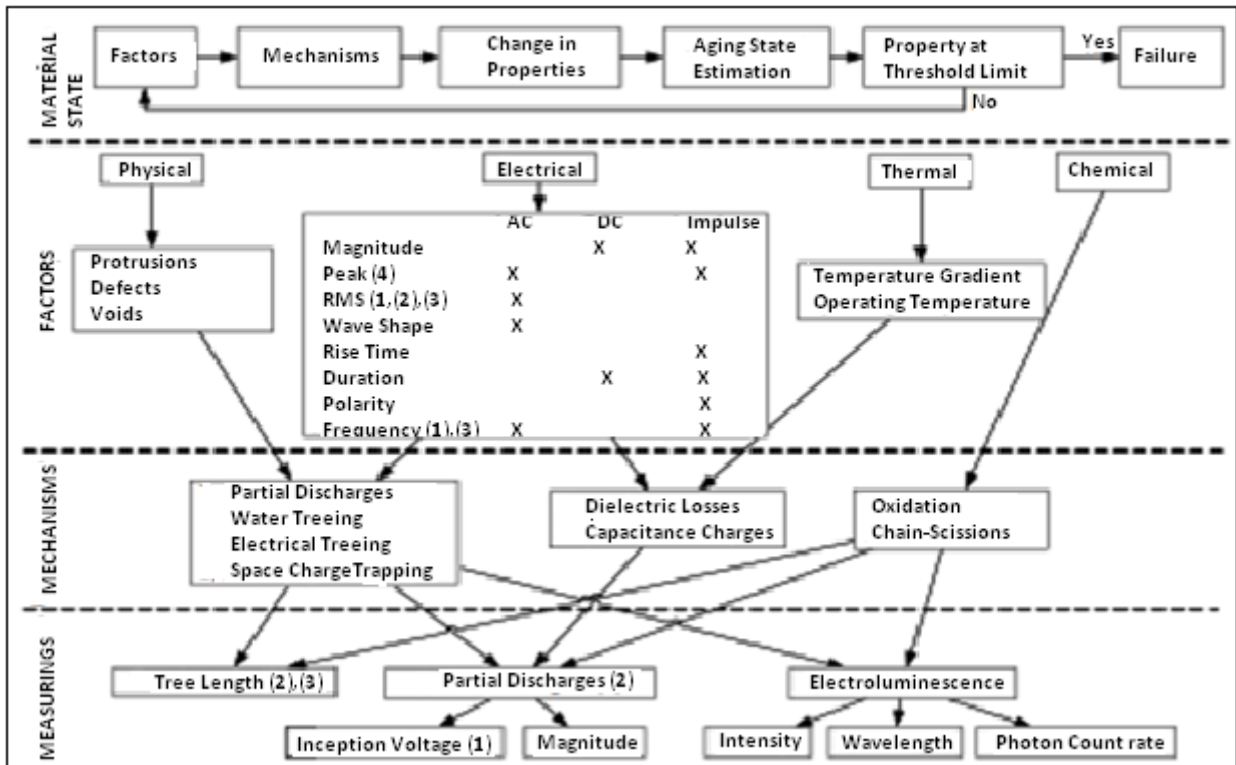 MATERIAL
STATE
Factors
Mechanisms
Change in
Properties
Aging State
Estimation
Property at
Threshold Limit
Yes
Failure
No
FACTORS
Physical
Electrical
Thermal
Chemical
Protrusions
Defects
Voids
AC DC Impulse
Magnitude X X
Peak (4) X X
RMS (1,(2),(3) X
Wave Shape X
Rise Time X
Duration X X
Polarity X
Frequency (1),(3) X X
Temperature Gradient
Operating Temperature
MECHANISMS
Partial Discharges
Water Treeing
Electrical Treeing
Space ChargeTrapping
Dielectric Losses
Capacitance Charges
Oxidation
Chain-Scissions
MEASURINGS
Tree Length (2),(3)
Partial Discharges (2)
Electroluminescence
Inception Voltage (1)
Magnitude
Intensity
Wavelength
Photon Count rate